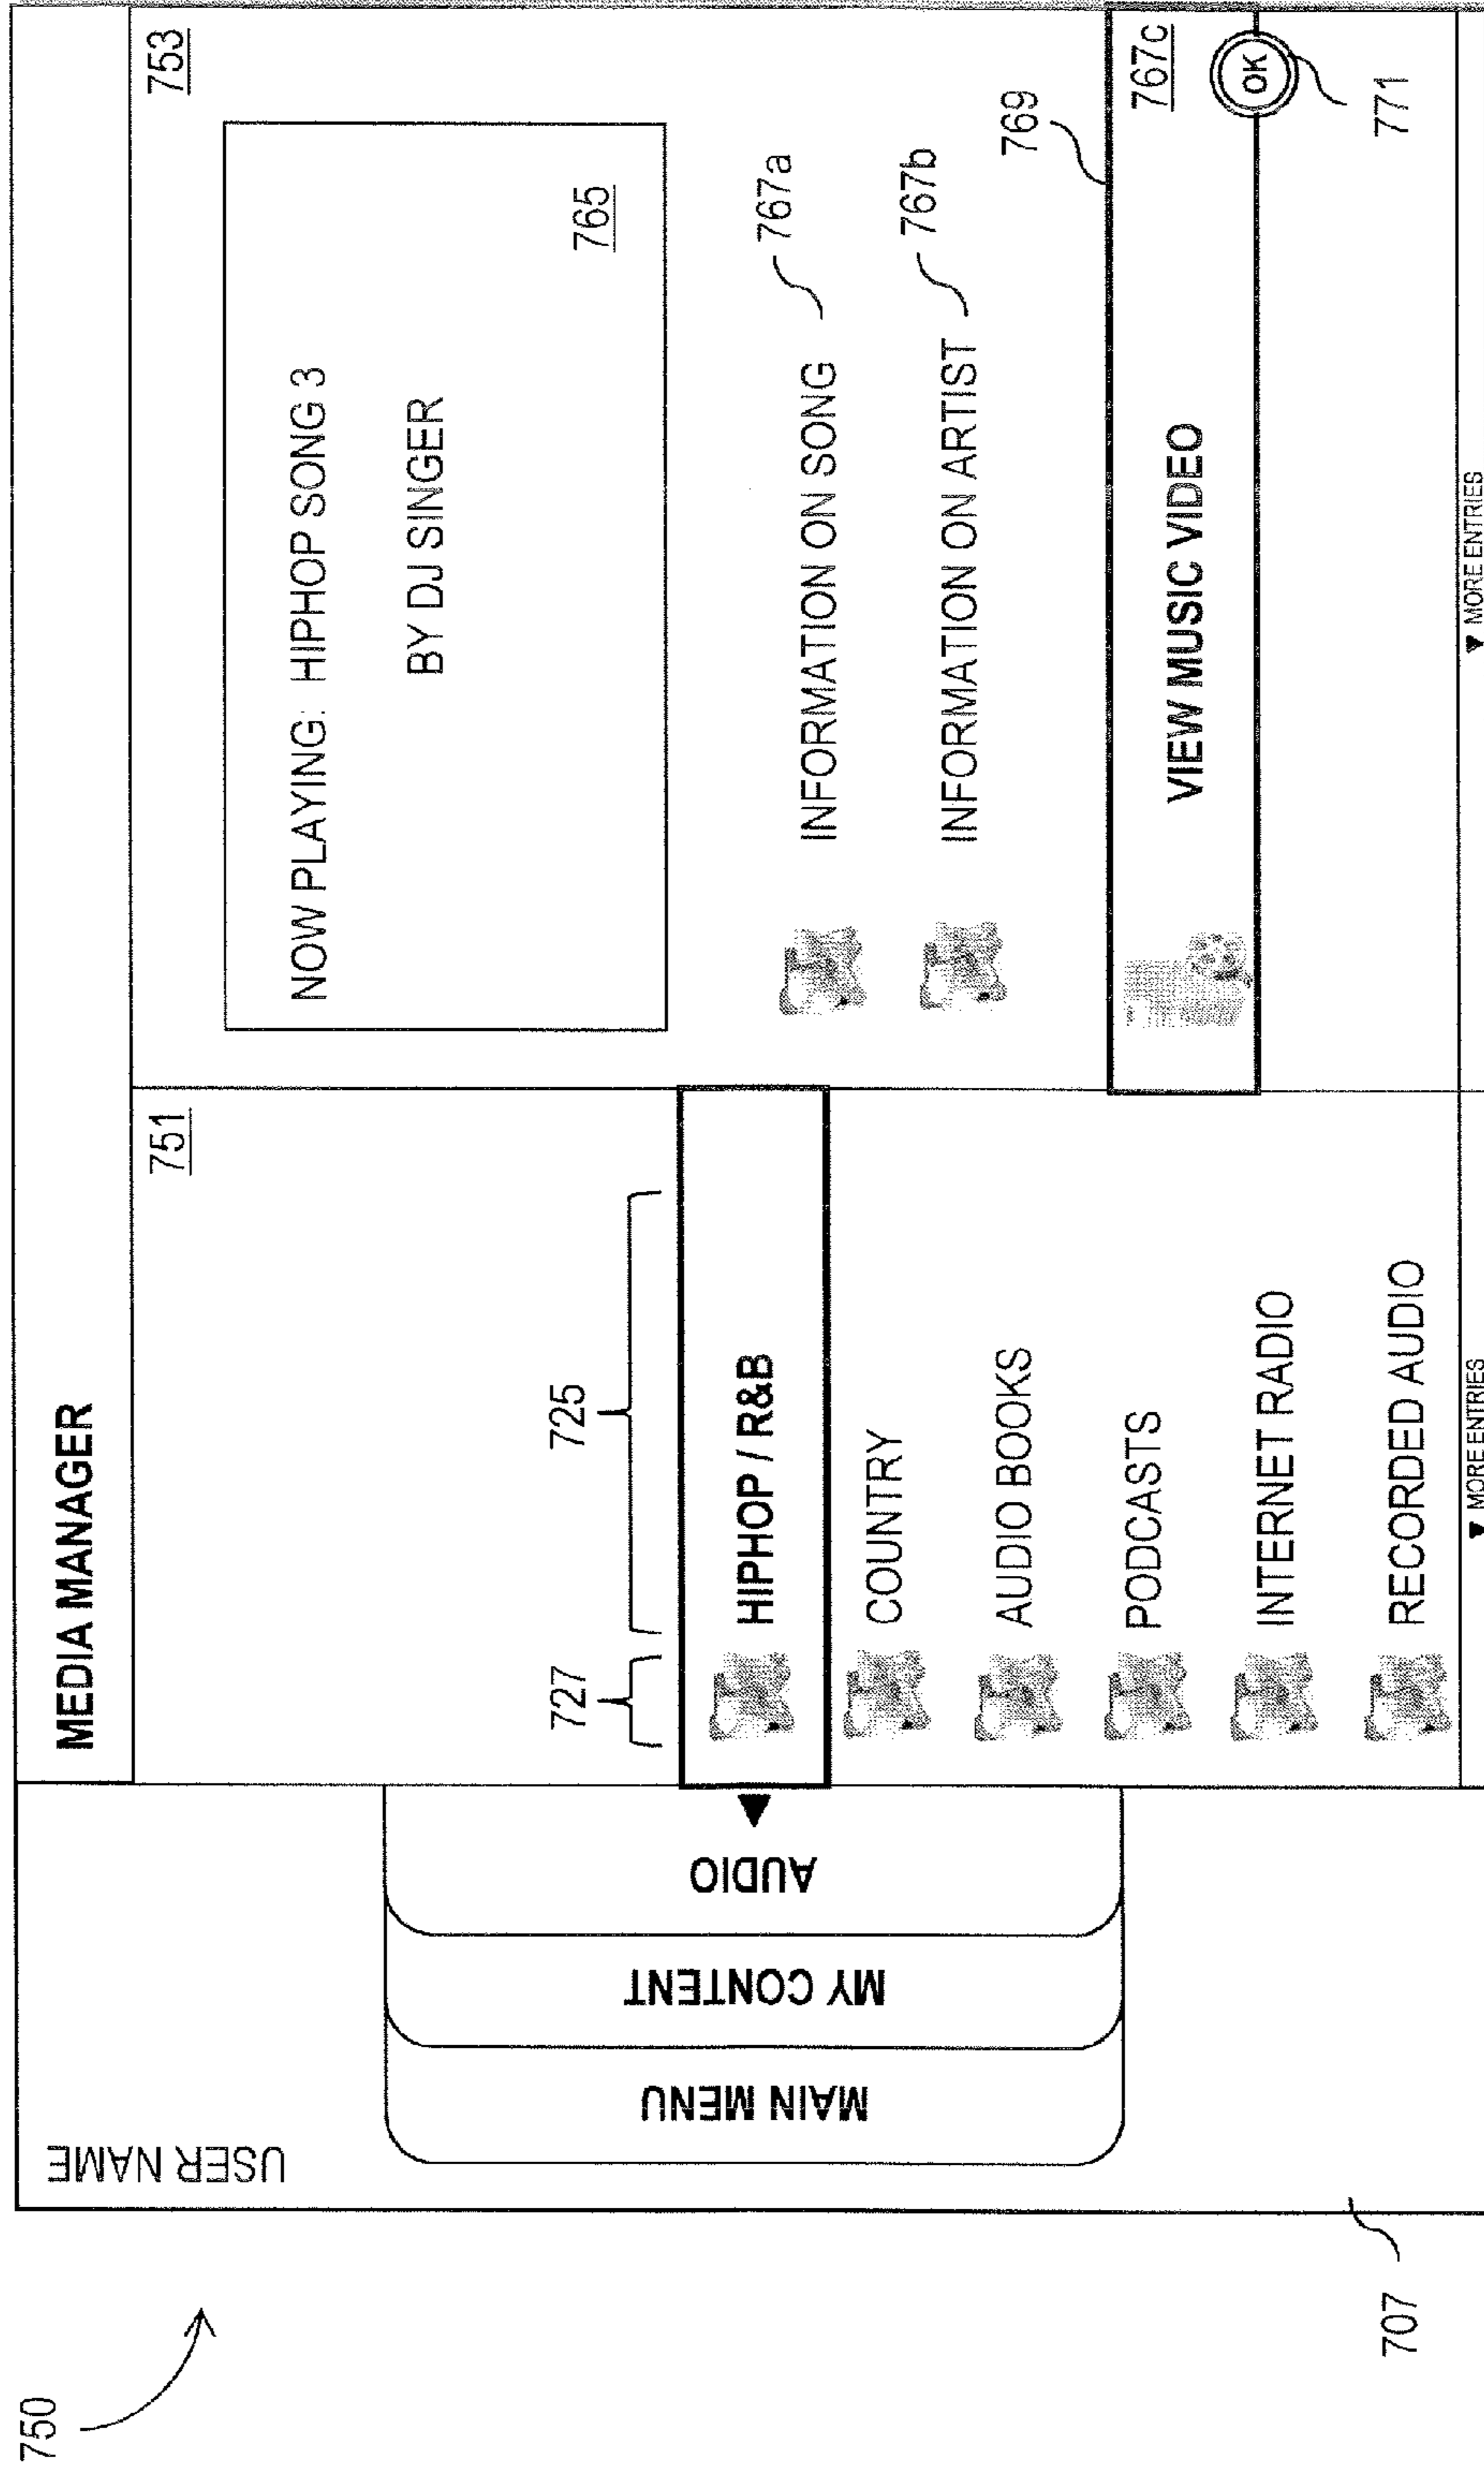 750
707
USER NAME
MAIN MENU
MY CONTENT
AUDIO
MEDIA MANAGER
751
727
725
HIPHOP / R&B
COUNTRY
AUDIO BOOKS
PODCASTS
INTERNET RADIO
RECORDED AUDIO
▼ MORE ENTRIES
753
NOW PLAYING: HIPHOP SONG 3
BY DJ SINGER
765
INFORMATION ON SONG
767a
INFORMATION ON ARTIST
767b
769
VIEW MUSIC VIDEO
767c
OK
771
▼ MORE ENTRIES